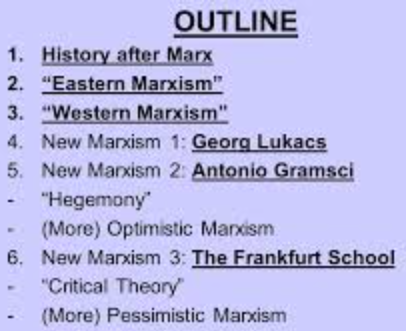 OUTLINE
1. History after Marx
2. “Eastern Marxism”
3. “Western Marxism”
4. New Marxism 1: Georg Lukacs
5. New Marxism 2: Antonio Gramsci
- “Hegemony”
- (More) Optimistic Marxism
6. New Marxism 3: The Frankfurt School
- “Critical Theory”
- (More) Pessimistic Marxism